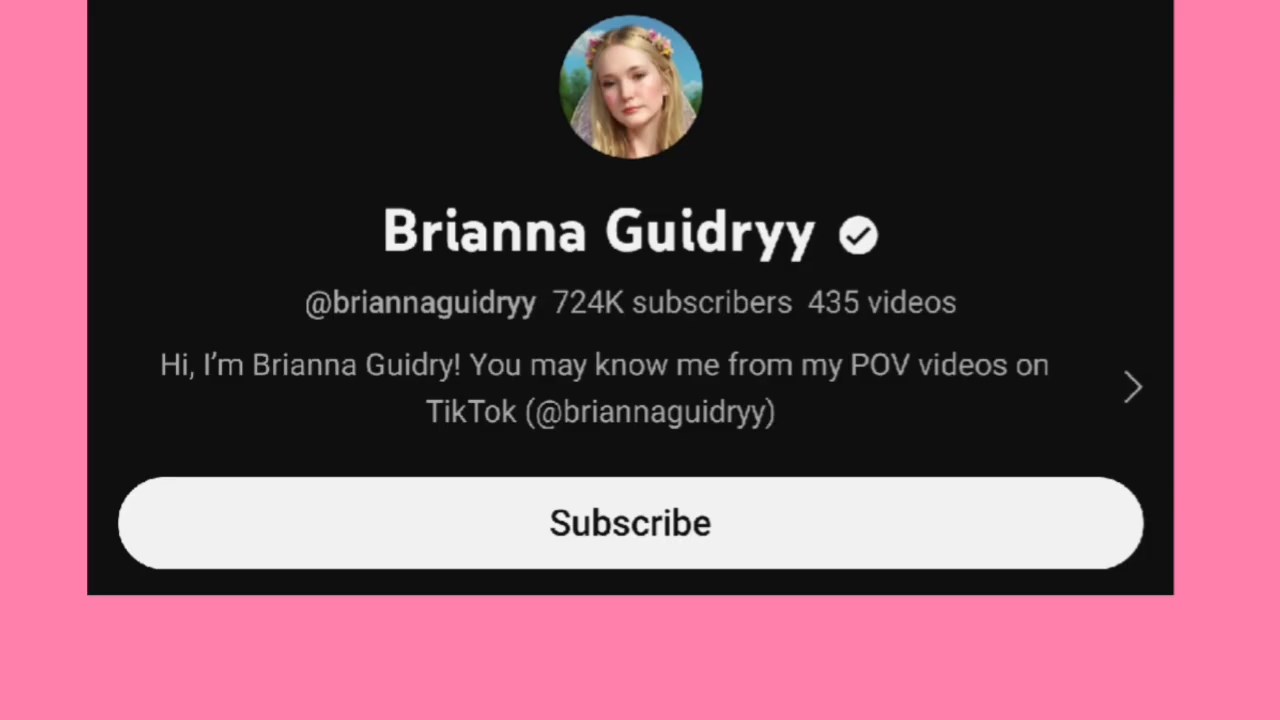 Brianna Guidryy
@briannaguidryy 724K subscribers 435 videos
Hi, I’m Brianna Guidry! You may know me from my POV videos on
TikTok (@briannaguidryy)
Subscribe